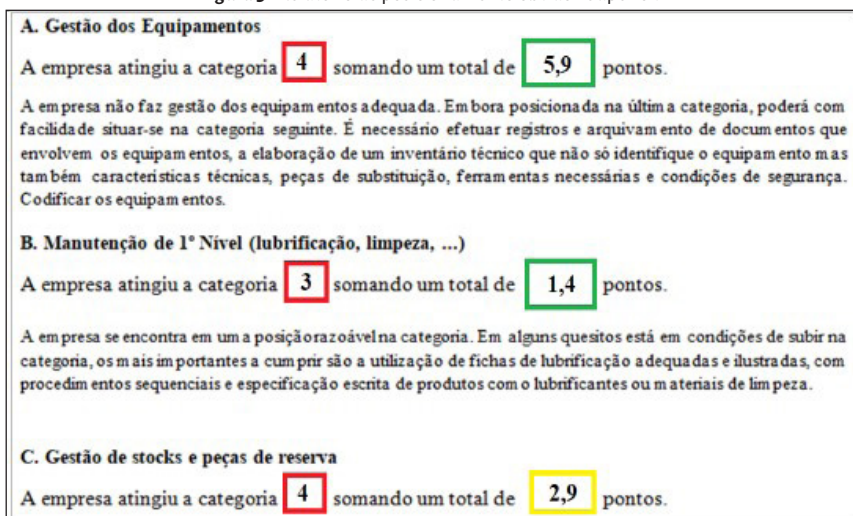 A. Gestão dos Equipamentos
A empresa atingiu a categoria 4 somando um total de 5,9 pontos.
A empresa não faz gestão dos equipamentos adequada. Embora posicionada na última categoria, poderá com
facilidade situar-se na categoria seguinte. É necessário efetuar registros e arquivamento de documentos que
envolvem os equipamentos, a elaboração de um inventário técnico que não só identifique o equipamento mas
também características técnicas, peças de substituição, ferramentas necessárias e condições de segurança.
Codificar os equipamentos.
B. Manutenção de 1º Nível (lubrificação, limpeza, ...)
A empresa atingiu a categoria 3 somando um total de 1,4 pontos.
A empresa se encontra em uma posição razoável na categoria. Em alguns quesitos está em condições de subir na
categoria, os mais importantes a cumprir são a utilização de fichas de lubrificação adequadas e ilustradas, com
procedimentos sequenciais e especificação escrita de produtos como lubrificantes ou materiais de limpeza.
C. Gestão de stocks e peças de reserva
A empresa atingiu a categoria 4 somando um total de 2,9 pontos.